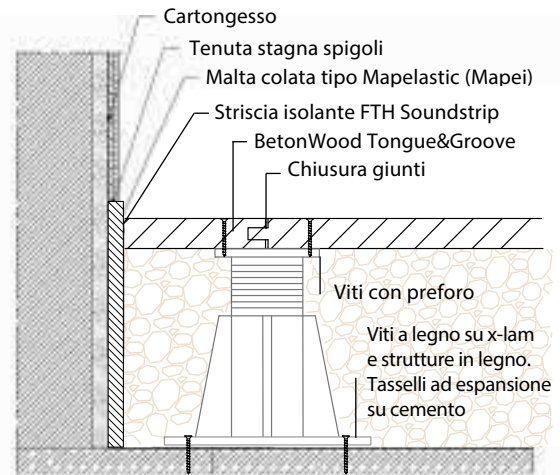 Cartongesso
Tenuta stagna spigoli
Malta colata tipo Mapelastic (Mapei)
Striscia isolante FTH Soundstrip
BetonWood Tongue&Groove
Chiusura giunti
Viti con preforo
Viti a legno su x-lam
e strutture in legno.
Tasselli ad espansione
su cemento